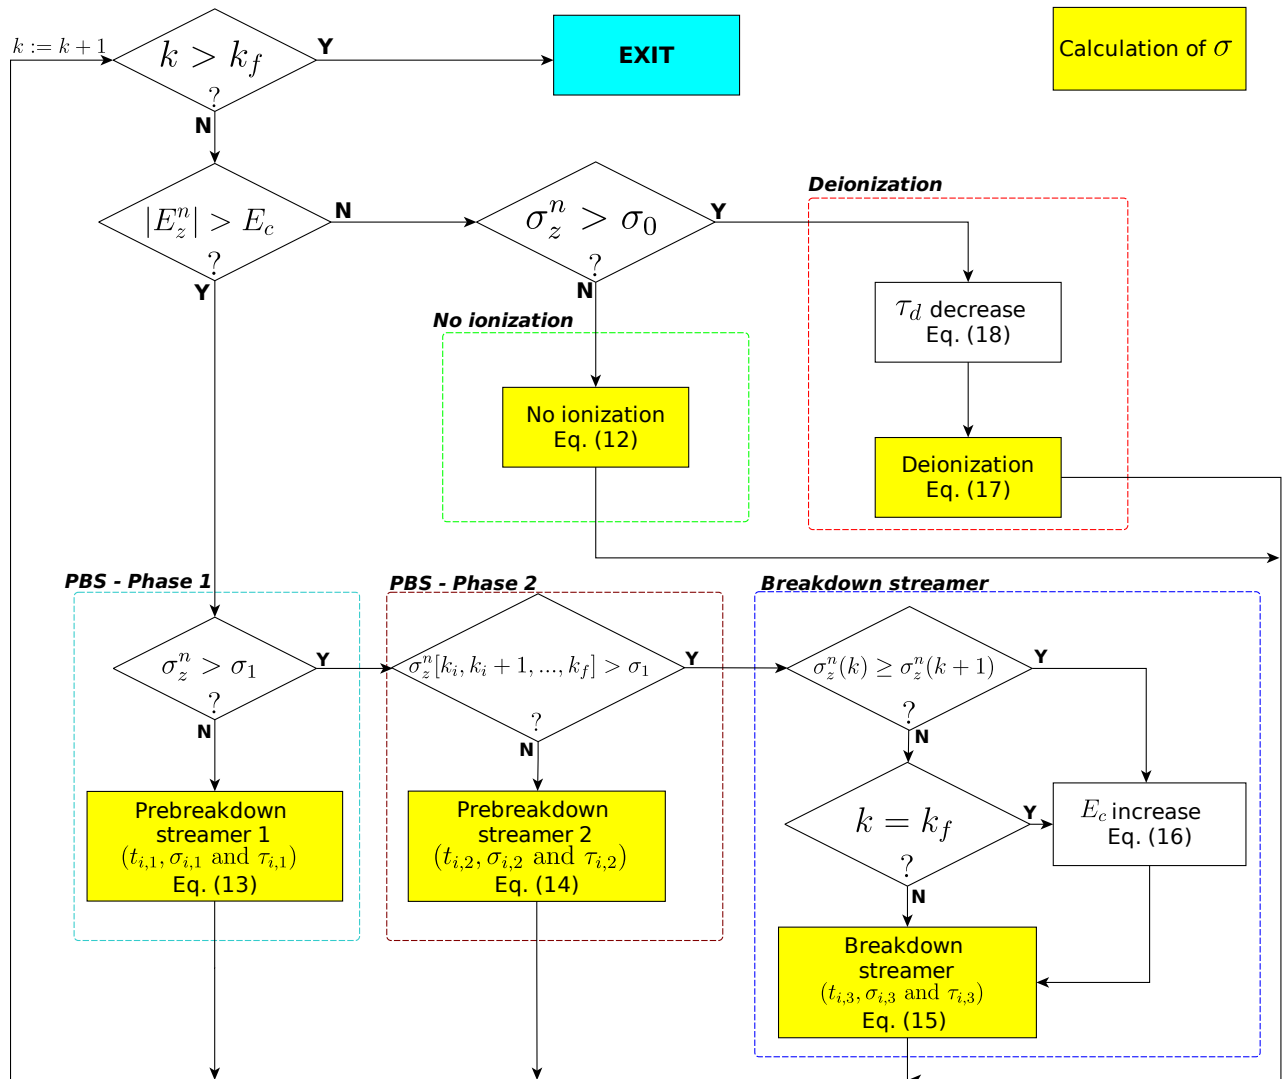 k := k + 1
k > k_f
?
Y
N
EXIT
Calculation of σ
|E_z^n| > E_c
?
N
Y
σ_z^n > σ_0
?
Y
N
Deionization
τ_d decrease
Eq. (18)
Deionization
Eq. (17)
No ionization
No ionization
Eq. (12)
PBS - Phase 1
σ_z^n > σ_1
?
Y
N
Prebreakdown
streamer 1
(t_{i,1}, σ_{i,1} and τ_{i,1})
Eq. (13)
PBS - Phase 2
σ_z^n[k_i, k_i + 1, ..., k_f] > σ_1
?
Y
N
Prebreakdown
streamer 2
(t_{i,2}, σ_{i,2} and τ_{i,2})
Eq. (14)
Breakdown streamer
σ_z^n(k) ≥ σ_z^n(k + 1)
?
Y
N
k = k_f
?
Y
N
E_c increase
Eq. (16)
Breakdown
streamer
(t_{i,3}, σ_{i,3} and τ_{i,3})
Eq. (15)